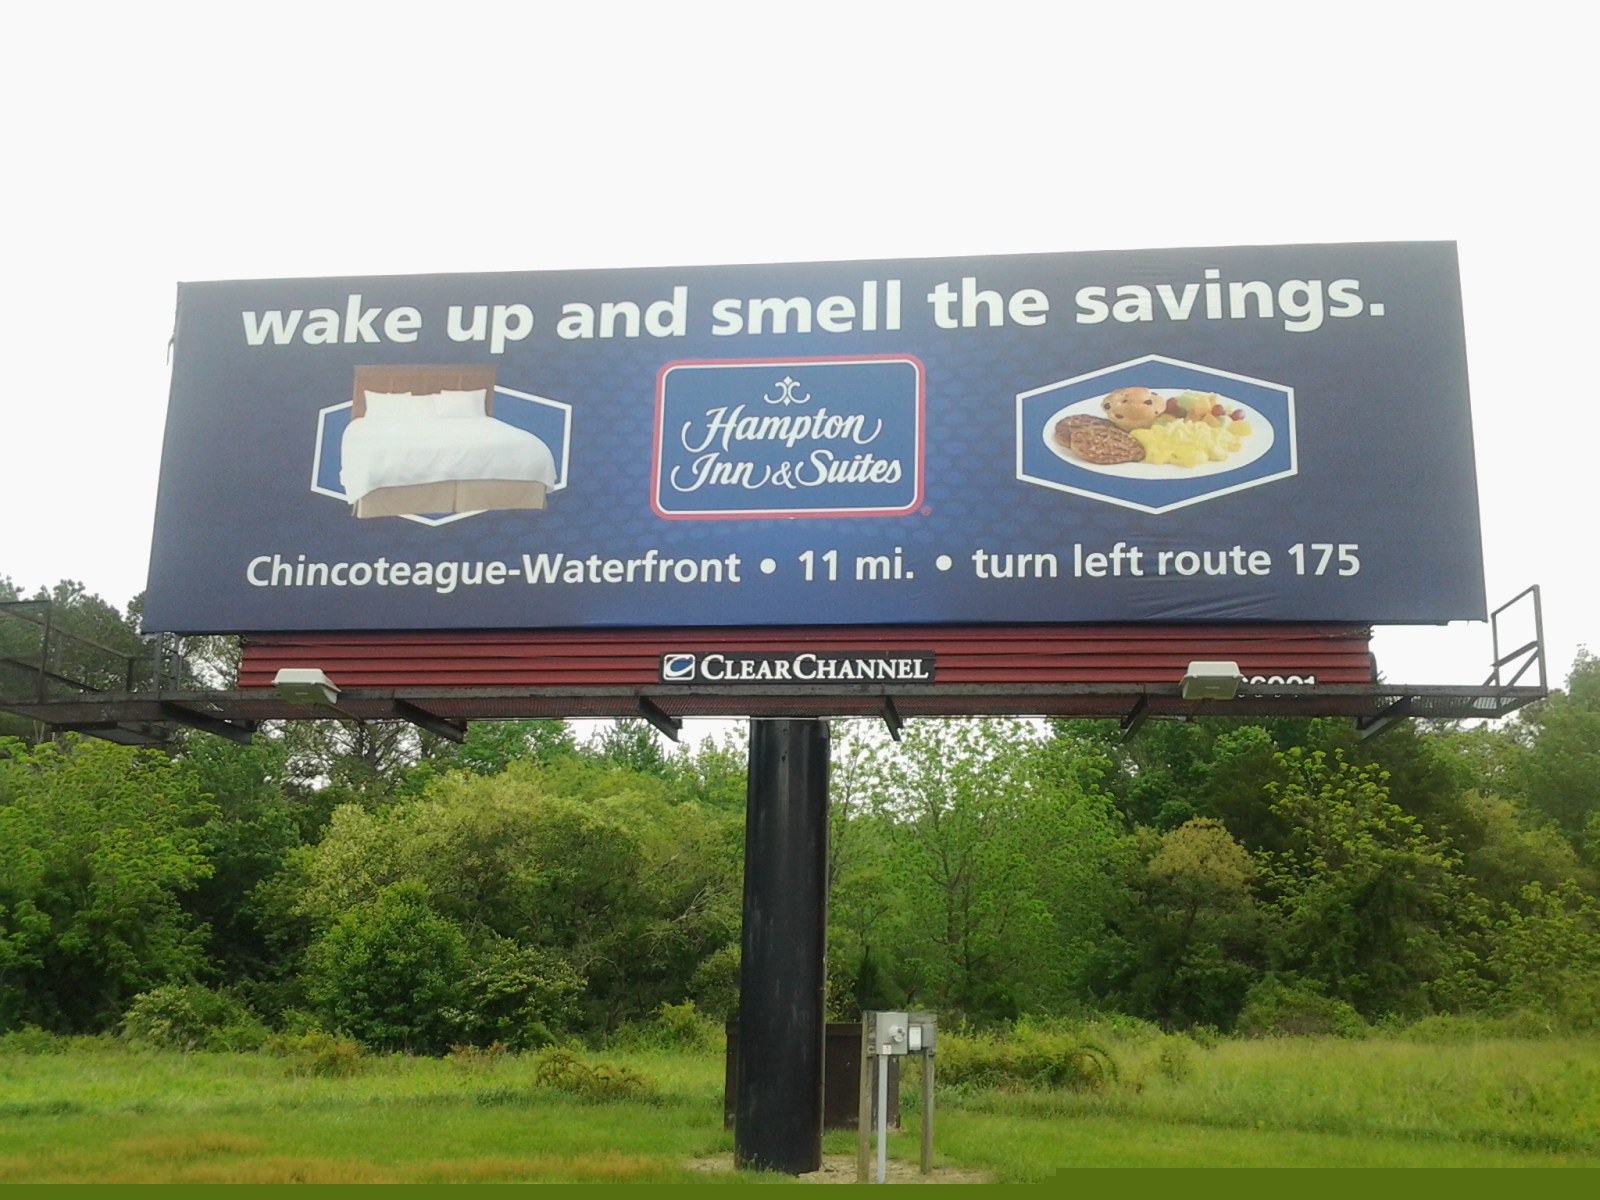 wake up and smell the savings.
Hampton
Inn & Suites
®
Chincoteague-Waterfront • 11 mi. • turn left route 175
CLEARCHANNEL